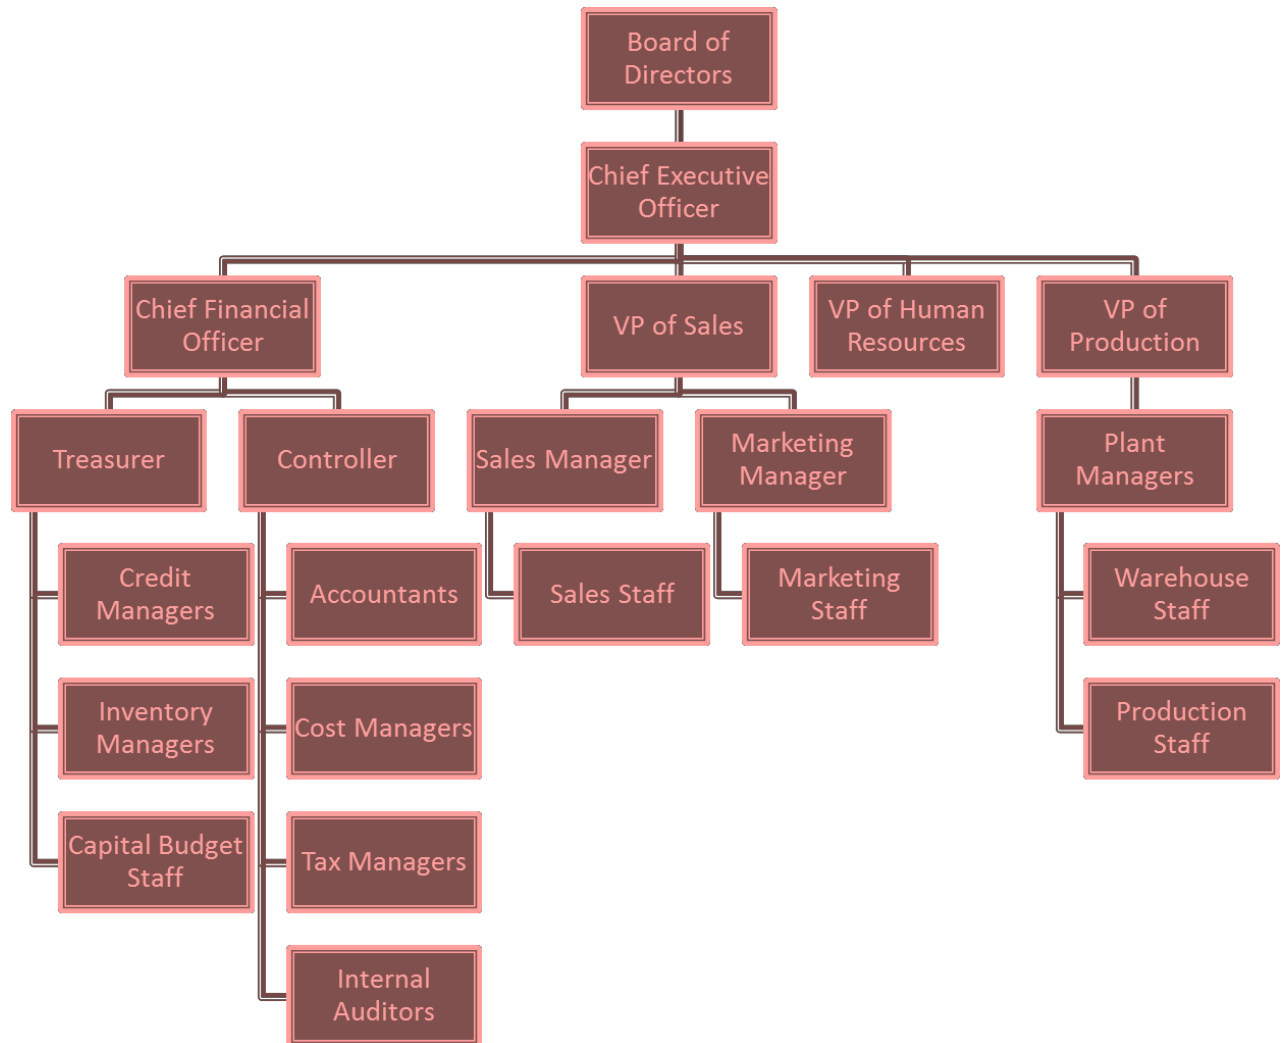 Board of
Directors
Chief Executive
Officer
Chief Financial
Officer
VP of Sales
VP of Human
Resources
VP of
Production
Treasurer
Controller
Sales Manager
Marketing
Manager
Plant
Managers
Credit
Managers
Accountants
Sales Staff
Marketing
Staff
Warehouse
Staff
Inventory
Managers
Cost Managers
Production
Staff
Capital Budget
Staff
Tax Managers
Internal
Auditors